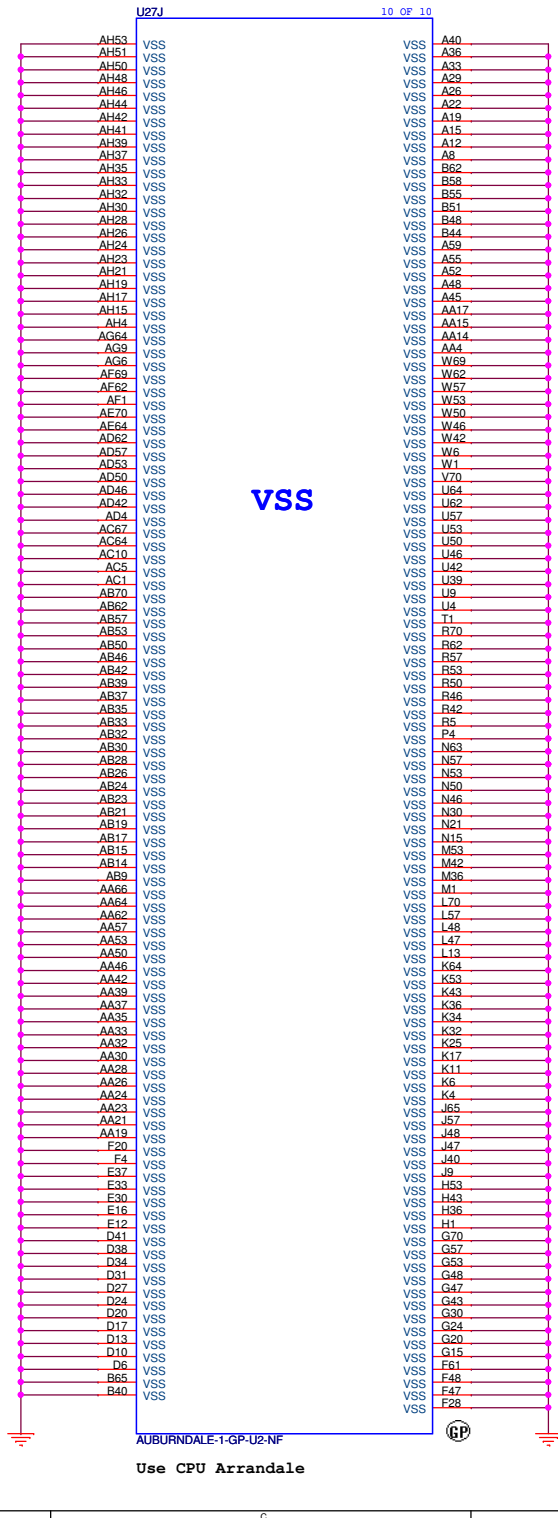 U27J 10 OF 10
AH53 VSS VSS A40
AH51 VSS VSS A36
AH50 VSS VSS A33
AH48 VSS VSS A29
AH46 VSS VSS A26
AH44 VSS VSS A22
AH42 VSS VSS A19
AH41 VSS VSS A15
AH39 VSS VSS A12
AH37 VSS VSS A8
AH35 VSS VSS B62
AH33 VSS VSS B58
AH32 VSS VSS B55
AH30 VSS VSS B51
AH28 VSS VSS B48
AH26 VSS VSS B44
AH24 VSS VSS A59
AH23 VSS VSS A55
AH21 VSS VSS A52
AH19 VSS VSS A48
AH17 VSS VSS A45
AH15 VSS VSS AA17
AH4 VSS VSS AA15
AG64 VSS VSS AA14
AG9 VSS VSS AA4
AG6 VSS VSS W69
AF69 VSS VSS W62
AF62 VSS VSS W57
AF1 VSS VSS W53
AE70 VSS VSS W50
AE64 VSS VSS W46
AD62 VSS VSS W42
AD57 VSS VSS W6
AD53 VSS VSS W1
AD50 VSS VSS V70
AD46 VSS VSS U64
VSS
AD42 VSS VSS U62
AD4 VSS VSS U57
AC67 VSS VSS U53
AC64 VSS VSS U50
AC10 VSS VSS U46
AC5 VSS VSS U42
AC1 VSS VSS U39
AB70 VSS VSS U9
AB62 VSS VSS U4
AB57 VSS VSS T1
AB53 VSS VSS R70
AB50 VSS VSS R62
AB46 VSS VSS R57
AB42 VSS VSS R53
AB39 VSS VSS R50
AB37 VSS VSS R46
AB35 VSS VSS R42
AB33 VSS VSS R5
AB32 VSS VSS P4
AB30 VSS VSS N63
AB28 VSS VSS N57
AB26 VSS VSS N53
AB24 VSS VSS N50
AB23 VSS VSS N46
AB21 VSS VSS N30
AB19 VSS VSS N21
AB17 VSS VSS N15
AB15 VSS VSS M53
AB14 VSS VSS M42
AB9 VSS VSS M36
AA66 VSS VSS M1
AA64 VSS VSS L70
AA62 VSS VSS L57
AA57 VSS VSS L48
AA53 VSS VSS L47
AA50 VSS VSS L13
AA46 VSS VSS K64
AA42 VSS VSS K53
AA39 VSS VSS K43
AA37 VSS VSS K36
AA35 VSS VSS K34
AA33 VSS VSS K32
AA32 VSS VSS K25
AA30 VSS VSS K17
AA28 VSS VSS K11
AA26 VSS VSS K6
AA24 VSS VSS K4
AA23 VSS VSS J65
AA21 VSS VSS J57
AA19 VSS VSS J48
F20 VSS VSS J47
F4 VSS VSS J40
E37 VSS VSS J9
E33 VSS VSS H53
E30 VSS VSS H43
E16 VSS VSS H36
E12 VSS VSS H1
D41 VSS VSS G70
D38 VSS VSS G57
D34 VSS VSS G53
D31 VSS VSS G48
D27 VSS VSS G47
D24 VSS VSS G43
D20 VSS VSS G30
D17 VSS VSS G24
D13 VSS VSS G20
D10 VSS VSS G15
D6 VSS VSS F61
B65 VSS VSS F48
B40 VSS VSS F47
VSS F28
GP
AUBURNDALE-1-GP-U2-NF
Use CPU Arrandale
C